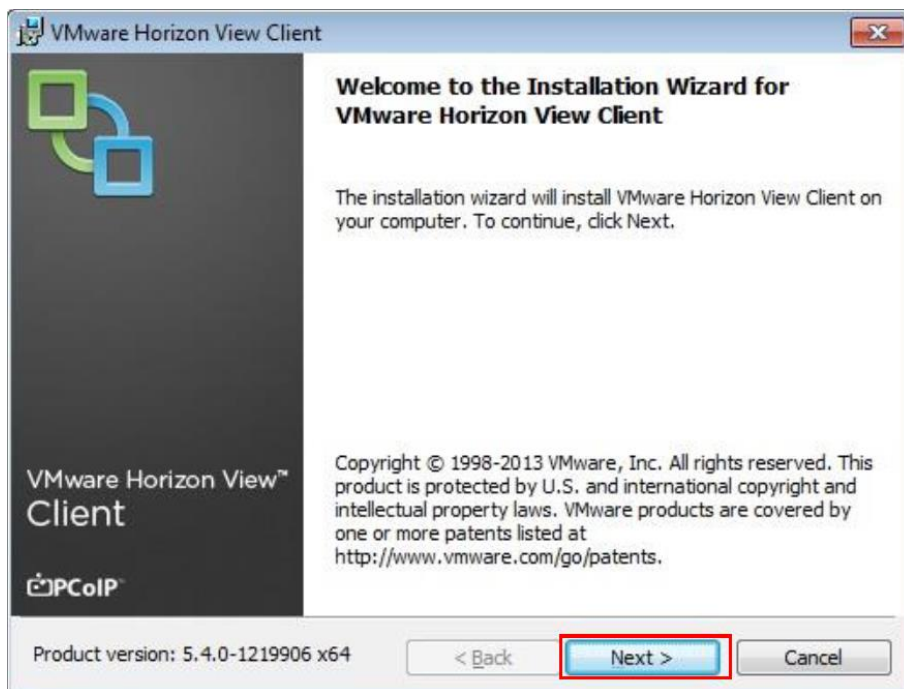 VMware Horizon View Client
Welcome to the Installation Wizard for
VMware Horizon View Client
The installation wizard will install VMware Horizon View Client on
your computer. To continue, click Next.
Copyright © 1998-2013 VMware, Inc. All rights reserved. This
product is protected by U.S. and international copyright and
intellectual property laws. VMware products are covered by
one or more patents listed at
http://www.vmware.com/go/patents.
VMware Horizon View™
Client
PCoIP
Product version: 5.4.0-1219906 x64
< Back
Next >
Cancel